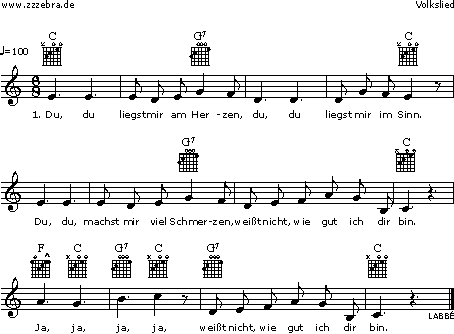 www.zzzebra.de Volkslied
♩=100 C G7 C
1. Du, du liegst mir am Her-zen, du, du liegst mir im Sinn.
G7 C
Du, du, machst mir viel Schmer-zen, weißt nicht, wie gut ich dir bin.
F C G7 C G7 C
Ja, ja, ja, ja, weißt nicht, wie gut ich dir bin.
LABBÉ